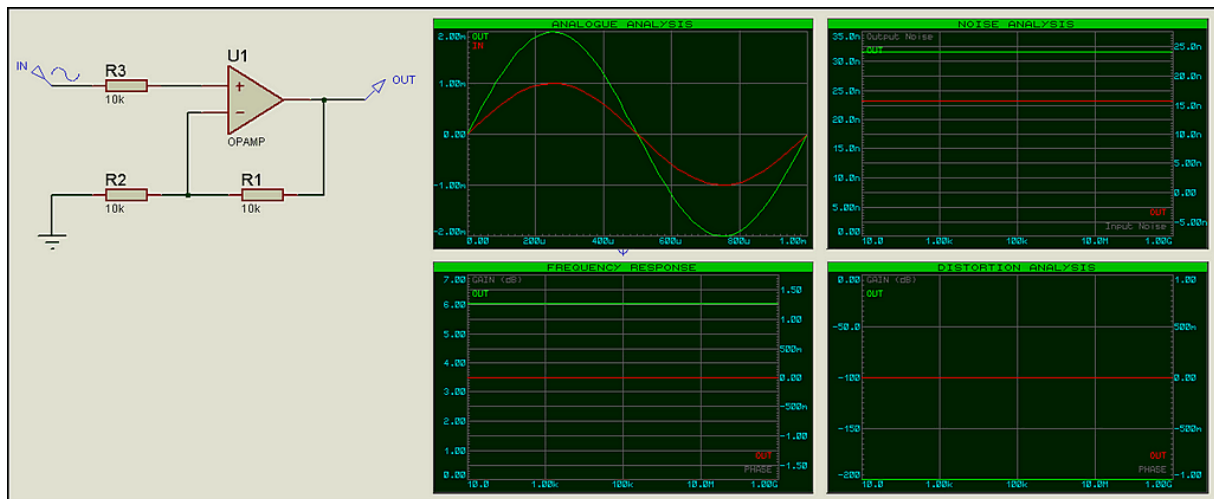 IN
R3
10k
U1
OPAMP
OUT
R2
10k
R1
10k
ANALOGUE ANALYSIS
2.00m
OUT
IN
1.00m
0.00
-1.00m
-2.00m
0.00 200u 400u 600u 800u 1.00m
NOISE ANALYSIS
35.0n Output Noise
OUT
25.0n
30.0n
20.0n
25.0n
15.0n
20.0n
10.0n
15.0n
5.00n
10.0n
0.00
5.00n
OUT
-5.00n
0.00
Input Noise
10.0 1.00k 100k 10.0M 1.00G
FREQUENCY RESPONSE
7.00 GAIN (dB)
OUT
1.50
6.00
1.00
5.00
500m
4.00
0.00
3.00
-500m
2.00
-1.00
1.00
OUT
-1.50
0.00
PHASE
10.0 1.00k 100k 10.0M 1.00G
DISTORTION ANALYSIS
0.00 GAIN (dB) 1.00
OUT
-50.0 500m
-100 0.00
-150 -500m
OUT
PHASE
-200 -1.00
10.0 1.00k 100k 10.0M 1.00G